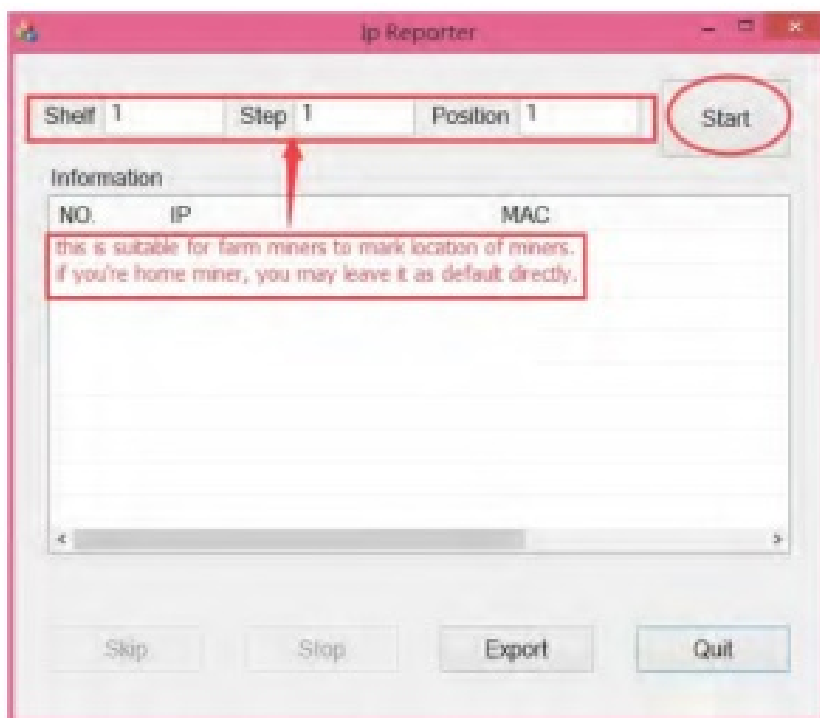 Ip Reporter
Shelf 1 Step 1 Position 1 Start
Information
NO. IP MAC
this is suitable for farm miners to mark location of miners.
if you're home miner, you may leave it as default directly.
Skip Stop Export Quit